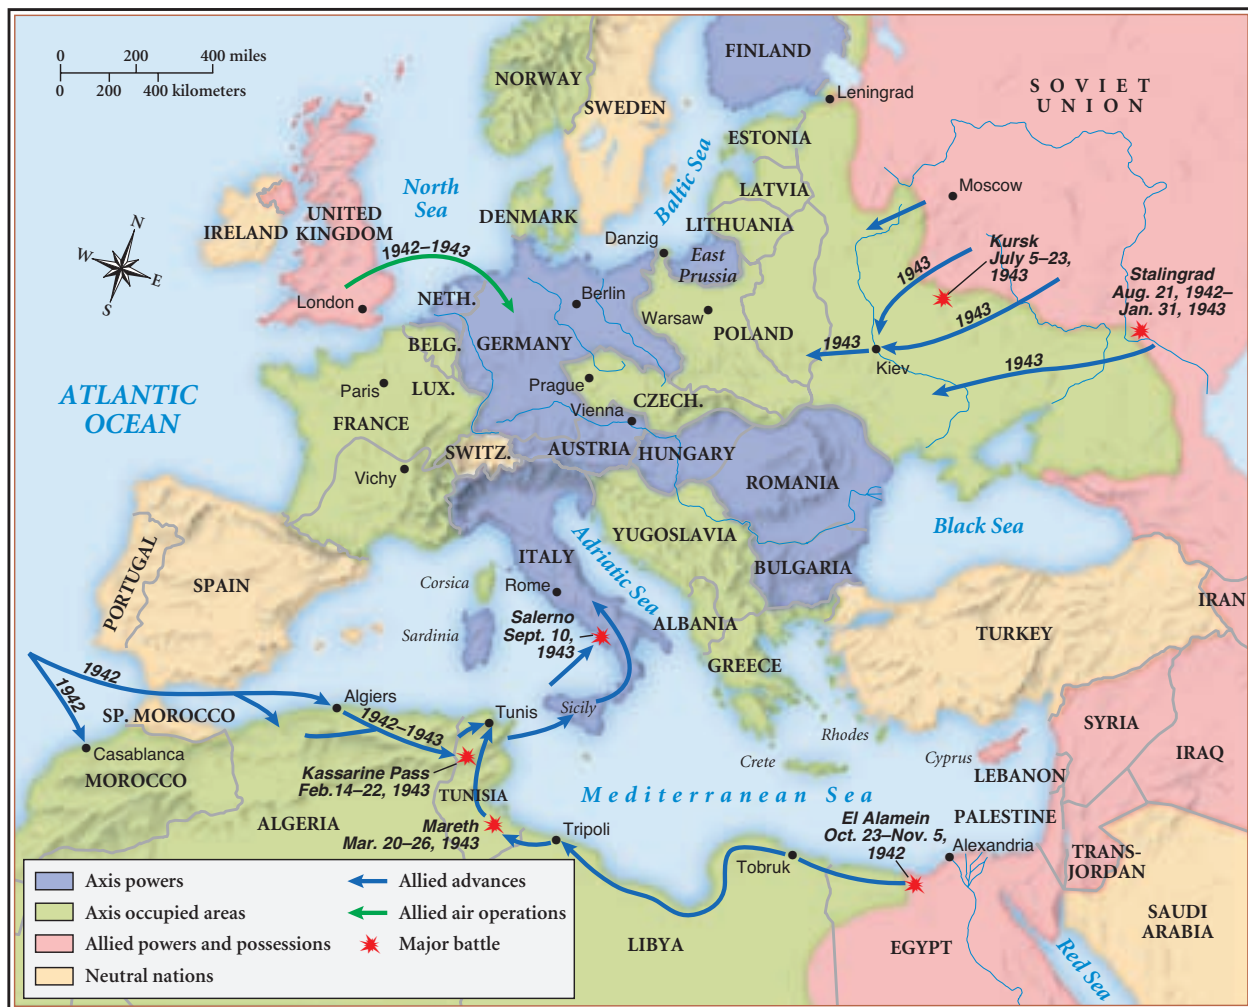 0 200 400 miles
0 200 400 kilometers
FINLAND
NORWAY
SWEDEN
SOVIET
UNION
Leningrad
ESTONIA
Baltic Sea
LATVIA
Moscow
North
Sea
DENMARK
LITHUANIA
UNITED
KINGDOM
IRELAND
N
W
E
S
1942–1943
Danzig
East
Prussia
Kursk
July 5–23,
1943
1943
Stalingrad
Aug. 21, 1942–
Jan. 31, 1943
London
NETH.
Berlin
Warsaw
POLAND
1943
1943
1943
Kiev
BELG.
GERMANY
Paris
LUX.
Prague
CZECH.
ATLANTIC
OCEAN
FRANCE
Vienna
SWITZ.
AUSTRIA
HUNGARY
Vichy
ROMANIA
Black Sea
YUGOSLAVIA
ITALY
Adriatic Sea
BULGARIA
PORTUGAL
SPAIN
Corsica
Rome
IRAN
Sardinia
Salerno
Sept. 10,
1943
ALBANIA
TURKEY
GREECE
1942
1942
Algiers
SP. MOROCCO
1942–1943
Tunis
Sicily
Casablanca
MOROCCO
Kassarine Pass
Feb.14–22, 1943
TUNISIA
Rhodes
Crete
Cyprus
SYRIA
LEBANON
IRAQ
Mediterranean Sea
ALGERIA
Mareth
Mar. 20–26, 1943
Tripoli
El Alamein
Oct. 23–Nov. 5,
1942
PALESTINE
Alexandria
Tobruk
TRANS-
JORDAN
LIBYA
EGYPT
SAUDI
ARABIA
Red Sea
Axis powers
Axis occupied areas
Allied powers and possessions
Neutral nations
Allied advances
Allied air operations
Major battle